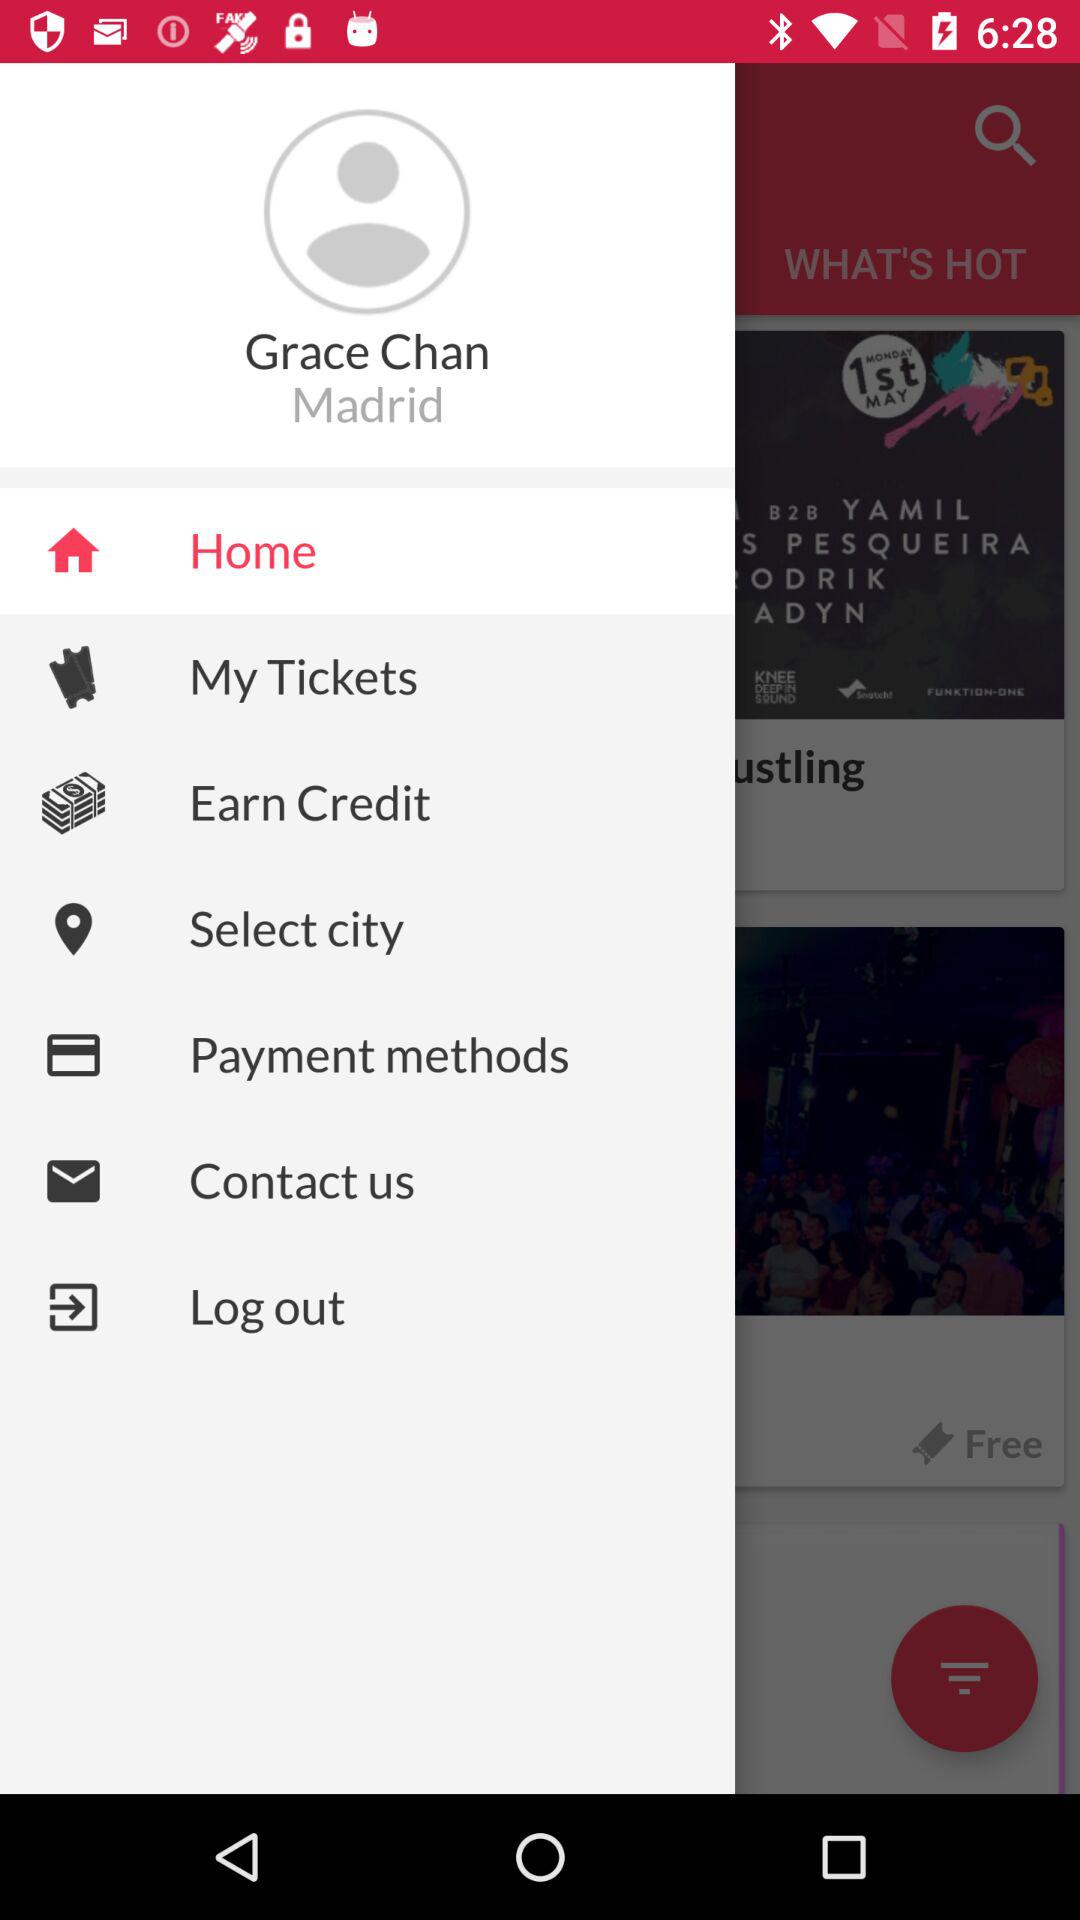 FAKE
6:28
WHAT'S HOT
Grace Chan
Madrid
MONDAY
1st
MAY
B2B YAMIL
S PESQUEIRA
RODRIK
ADYN
KNEE
DEEP IN
SOUND
Snatch!
FUNKTION-ONE
ustling
Home
My Tickets
Earn Credit
Select city
Payment methods
Contact us
Log out
Free